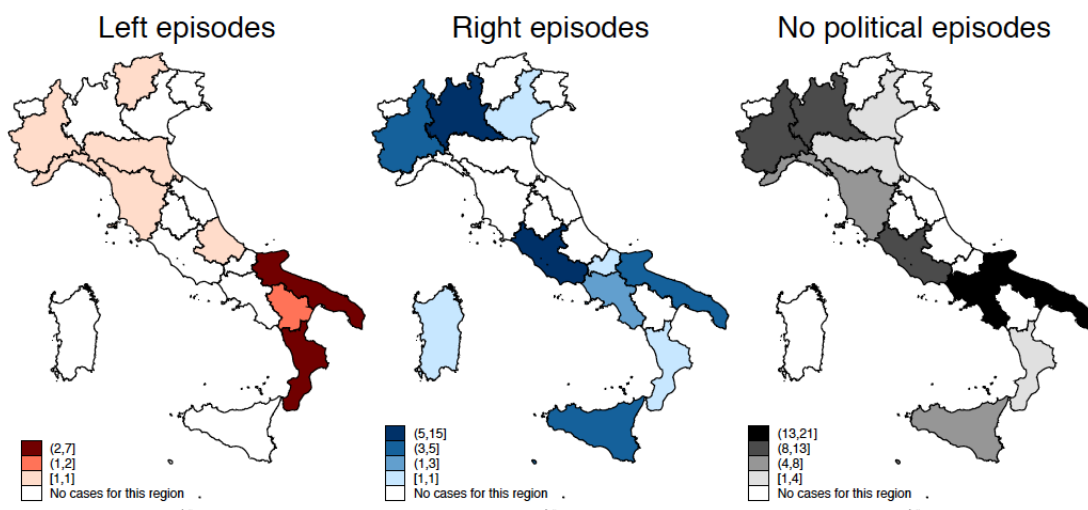 Left episodes
Right episodes
No political episodes
(2,7]
(1,2]
[1,1]
No cases for this region
(5,15]
(3,5]
(1,3]
[1,1]
No cases for this region
(13,21]
(8,13]
(4,8]
[1,4]
No cases for this region